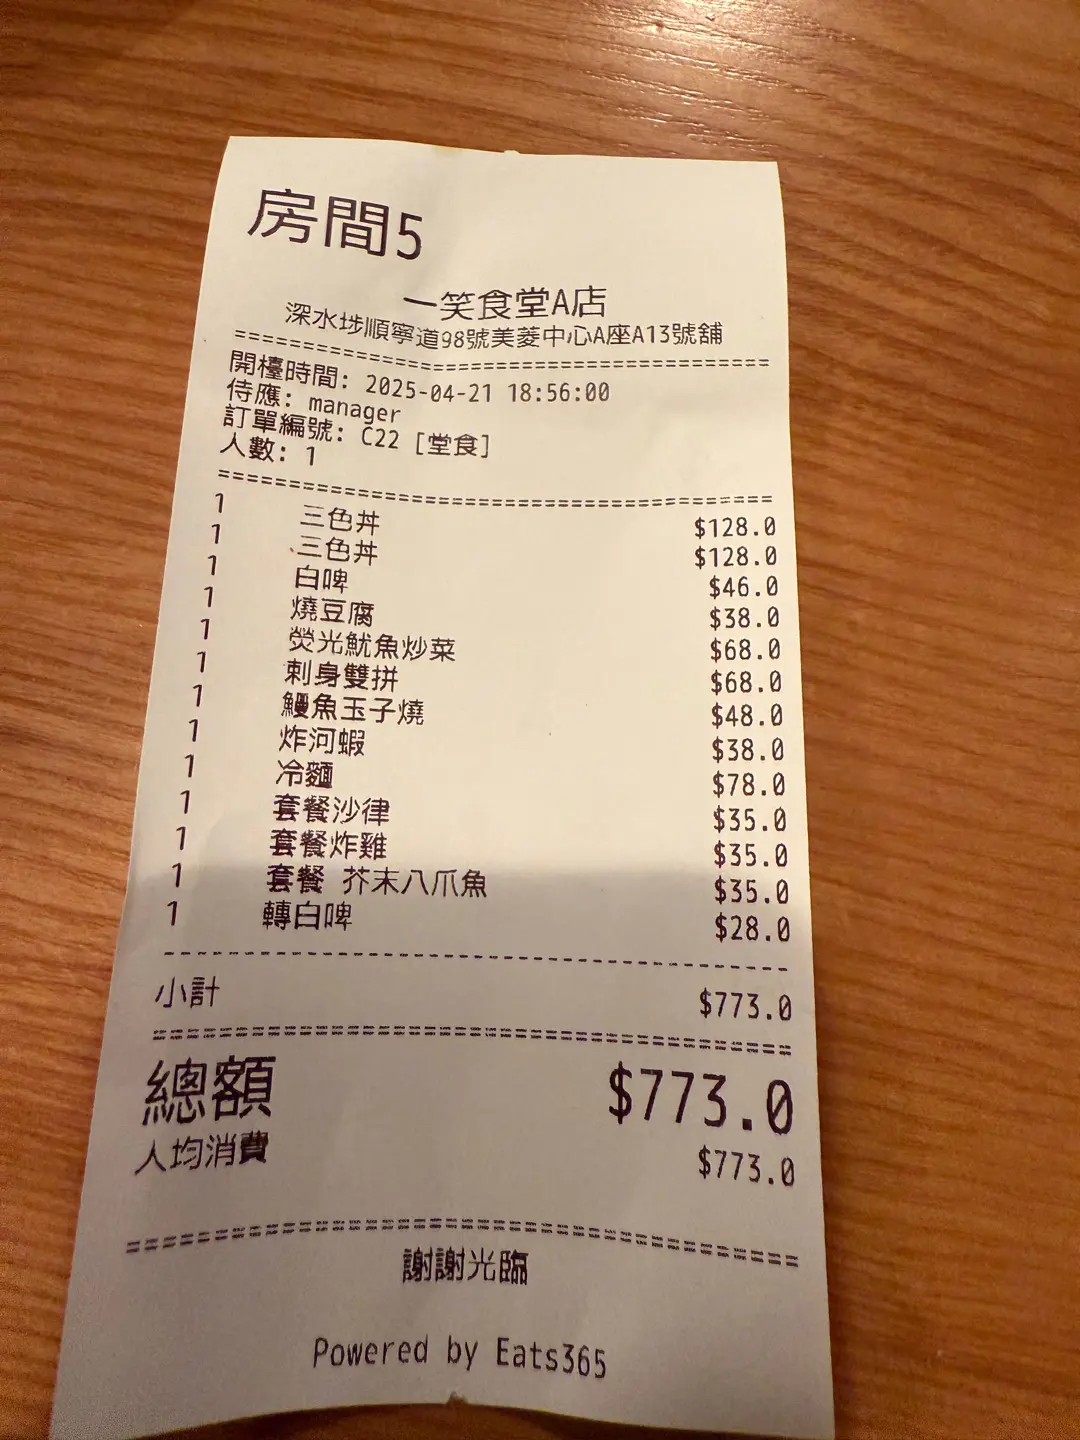 房間5
一笑食堂A店
深水埗順寧道98號美菱中心A座A13號舖
======================================
開檯時間: 2025-04-21 18:56:00
侍應: manager
訂單編號: C22 [堂食]
人數: 1
======================================
1 三色丼 $128.0
1 三色丼 $128.0
1 白啤 $46.0
1 燒豆腐 $38.0
1 熒光魷魚炒菜 $68.0
1 刺身雙拼 $68.0
1 鰻魚玉子燒 $48.0
1 炸河蝦 $38.0
1 冷麵 $78.0
1 套餐沙律 $35.0
1 套餐炸雞 $35.0
1 套餐 芥末八爪魚 $35.0
1 轉白啤 $28.0
--------------------------------------
小計 $773.0
======================================
總額 $773.0
人均消費 $773.0
======================================
謝謝光臨
Powered by Eats365